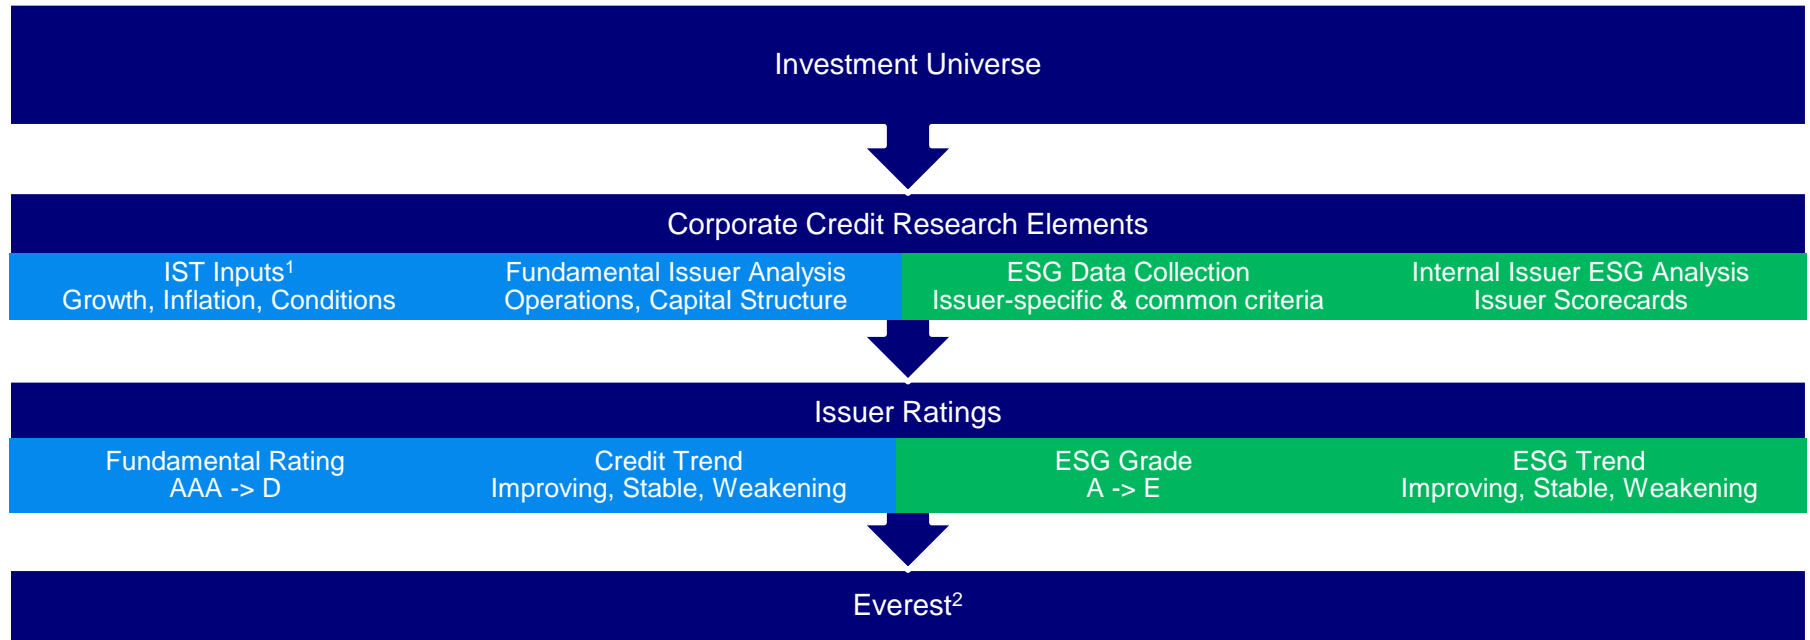 Investment Universe
Corporate Credit Research Elements
IST Inputs¹
Growth, Inflation, Conditions
Fundamental Issuer Analysis
Operations, Capital Structure
ESG Data Collection
Issuer-specific & common criteria
Internal Issuer ESG Analysis
Issuer Scorecards
Issuer Ratings
Fundamental Rating
AAA -> D
Credit Trend
Improving, Stable, Weakening
ESG Grade
A -> E
ESG Trend
Improving, Stable, Weakening
Everest²